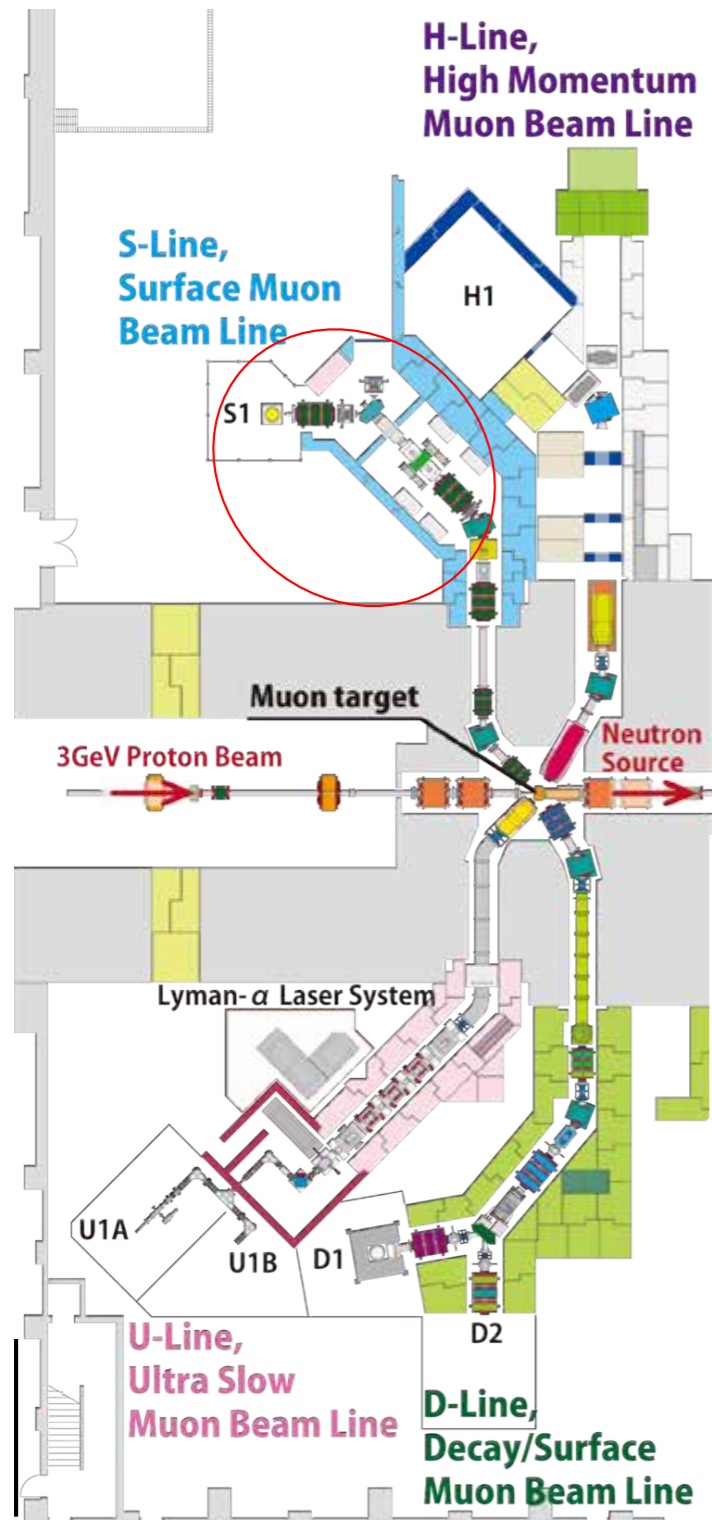 H-Line,
High Momentum
Muon Beam Line
S-Line,
Surface Muon
Beam Line
H1
S1
Muon target
3GeV Proton Beam
Neutron
Source
Lyman-α Laser System
U1A
U1B
D1
D2
U-Line,
Ultra Slow
Muon Beam Line
D-Line,
Decay/Surface
Muon Beam Line